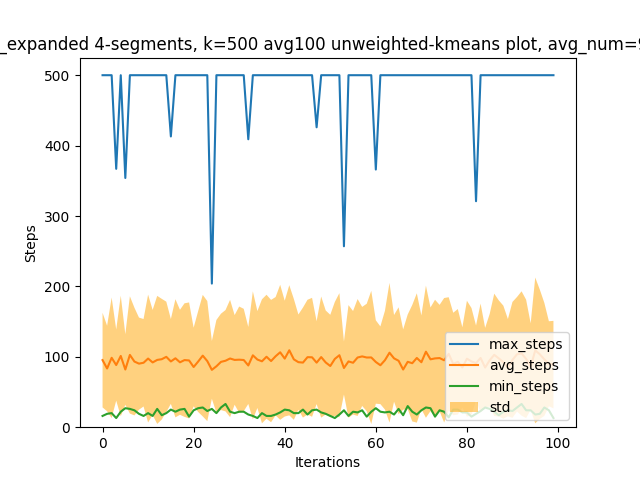 _expanded 4-segments, k=500 avg100 unweighted-kmeans plot, avg_num=9
500
400
300
200
100
0
Steps
max_steps
avg_steps
min_steps
std
0 20 40 60 80 100
Iterations